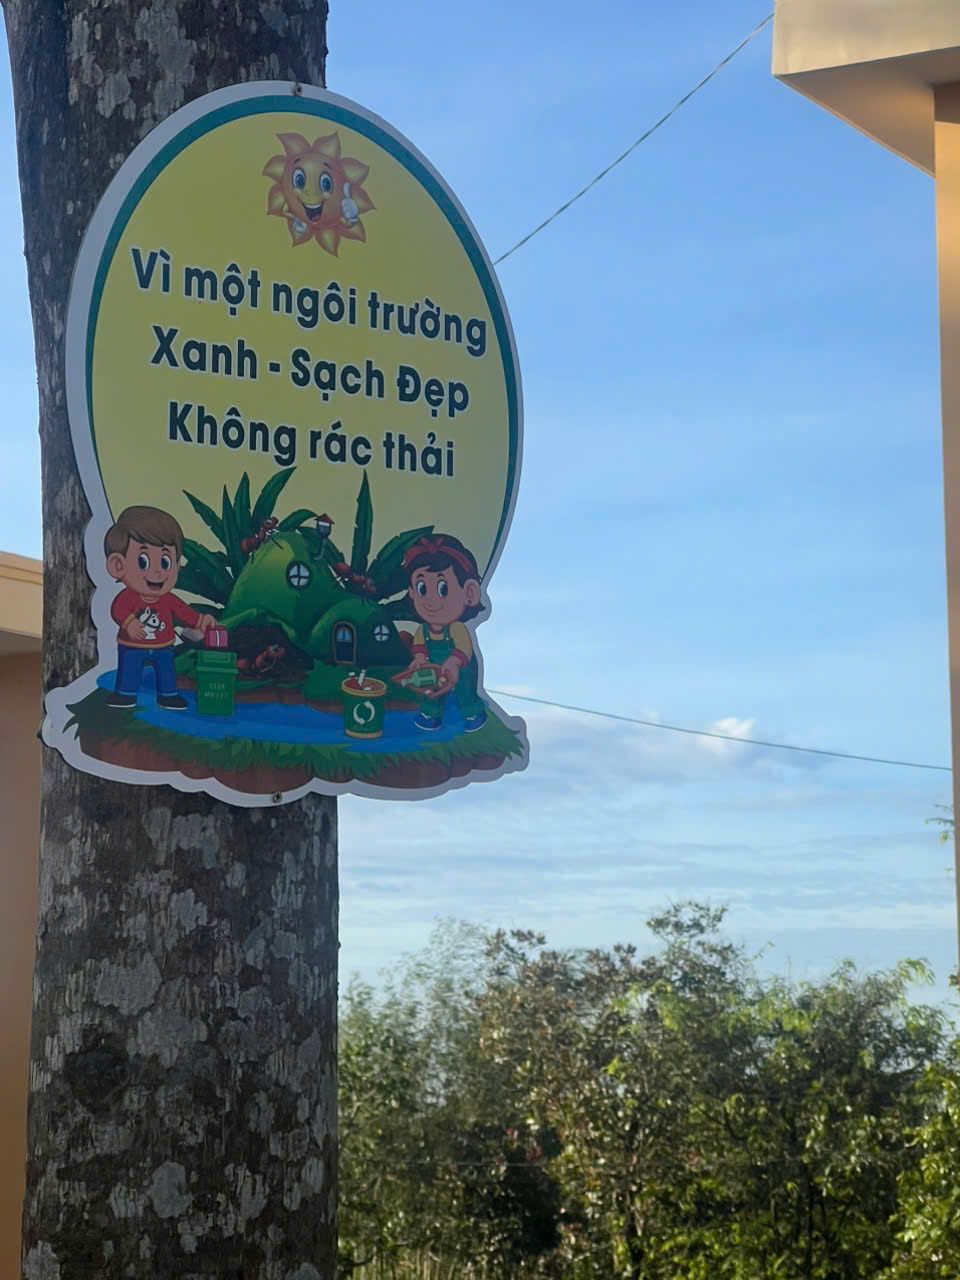 Vì một ngôi trường
Xanh - Sạch Đẹp
Không rác thải